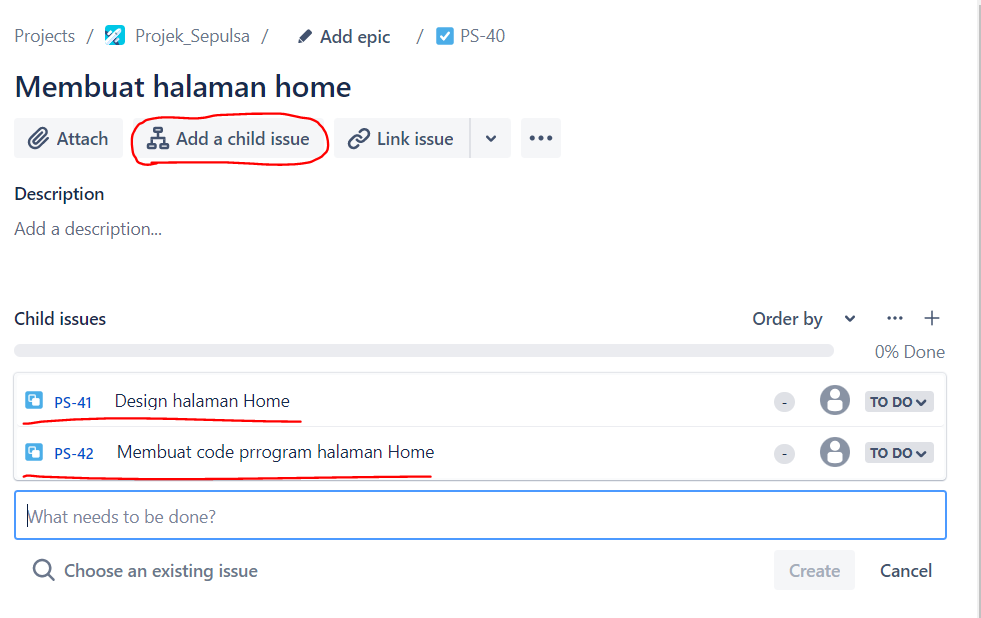 Projects / Projek_Sepulsa / Add epic / PS-40
Membuat halaman home
Attach Add a child issue Link issue
Description
Add a description...
Child issues Order by
0% Done
PS-41 Design halaman Home - TO DO
PS-42 Membuat code prrogram halaman Home - TO DO
What needs to be done?
Choose an existing issue Create Cancel